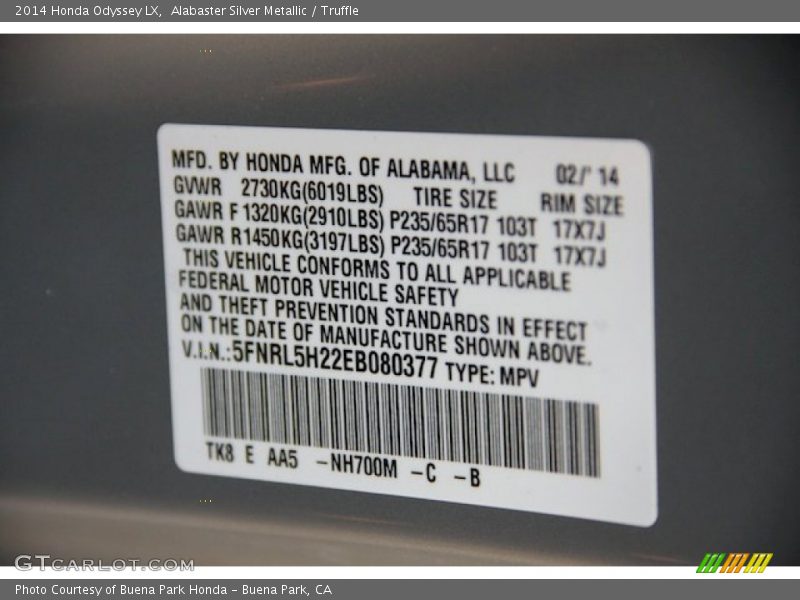 2014 Honda Odyssey LX,  Alabaster Silver Metallic / Truffle
MFD. BY HONDA MFG. OF ALABAMA, LLC 02/' 14
GVWR 2730KG(6019LBS) TIRE SIZE RIM SIZE
GAWR F 1320KG(2910LBS) P235/65R17 103T 17X7J
GAWR R1450KG(3197LBS) P235/65R17 103T 17X7J
THIS VEHICLE CONFORMS TO ALL APPLICABLE
FEDERAL MOTOR VEHICLE SAFETY
AND THEFT PREVENTION STANDARDS IN EFFECT
ON THE DATE OF MANUFACTURE SHOWN ABOVE.
V.I.N.:5FNRL5H22EB080377 TYPE: MPV
TK8 E AA5 –NH700M –C –B
GTCARLOT.COM
Photo Courtesy of Buena Park Honda – Buena Park, CA